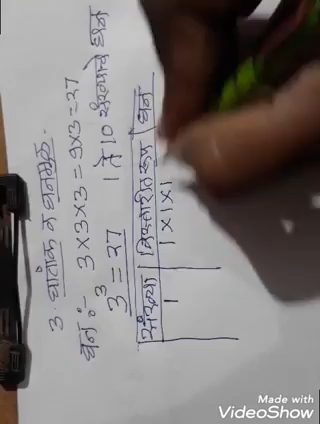 3. घातांक व घनमूळ.
घन :- 3×3×3=9×3=27
3³ = 27 1 ते 10 संख्यांचे घन
संख्या विस्तारीत रूप घन
1 1×1×1
Made with
VideoShow